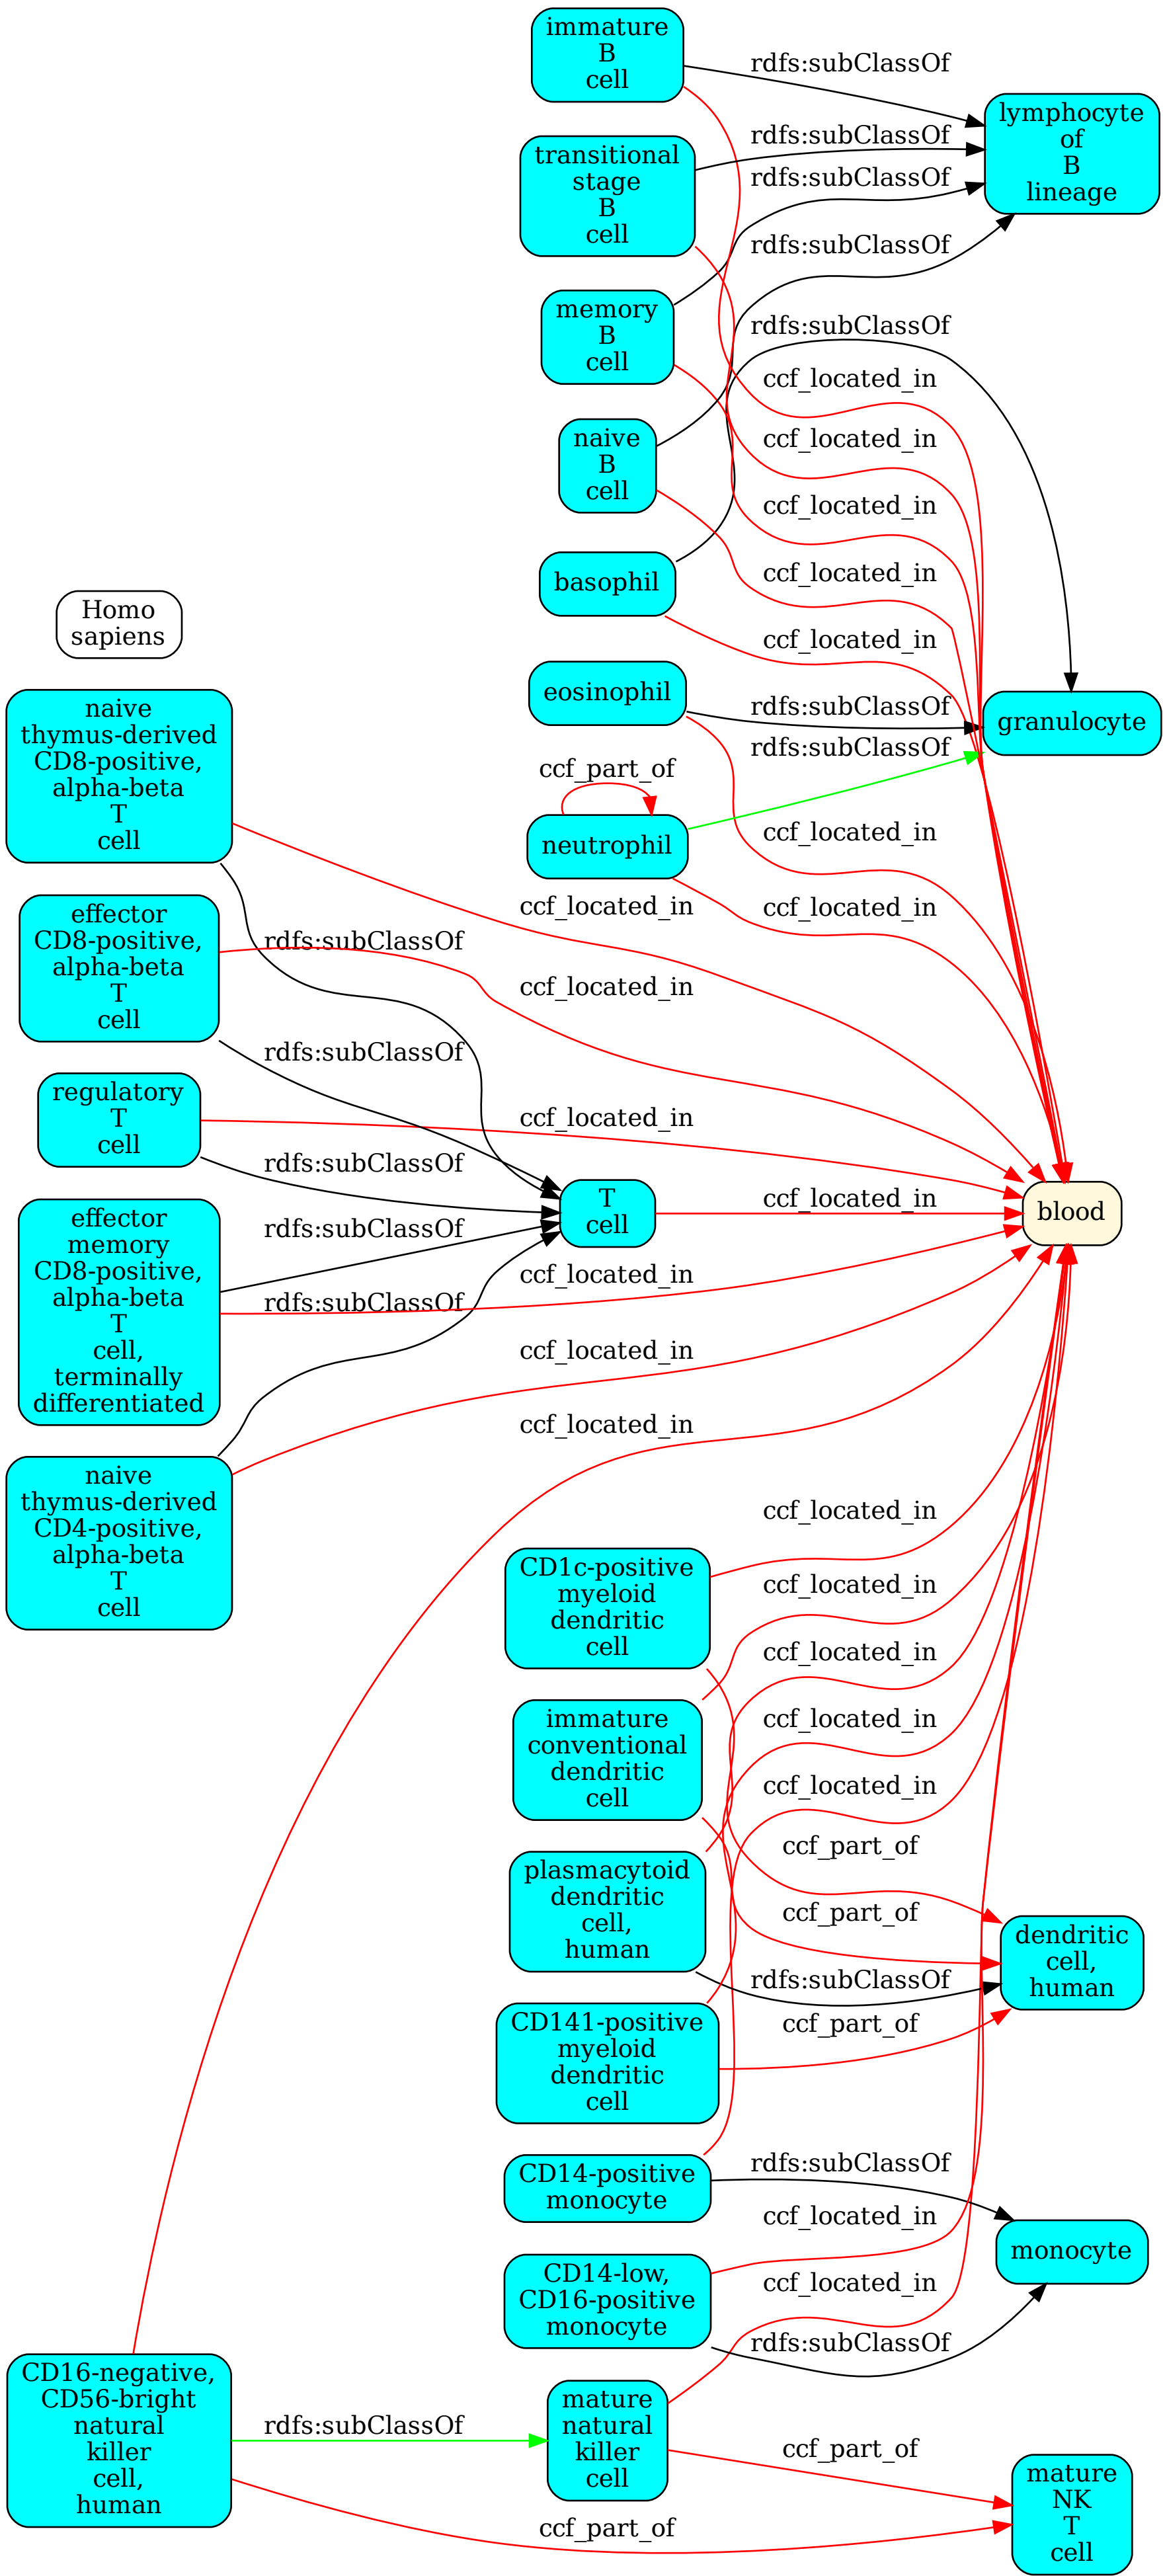 immature
B
cell
rdfs:subClassOf
lymphocyte
of
B
lineage
transitional
stage
B
cell
rdfs:subClassOf
rdfs:subClassOf
rdfs:subClassOf
memory
B
cell
rdfs:subClassOf
ccf_located_in
naive
B
cell
ccf_located_in
ccf_located_in
ccf_located_in
basophil
ccf_located_in
Homo
sapiens
eosinophil
rdfs:subClassOf
granulocyte
rdfs:subClassOf
ccf_part_of
neutrophil
ccf_located_in
ccf_located_in
naive
thymus-derived
CD8-positive,
alpha-beta
T
cell
ccf_located_in
effector
CD8-positive,
alpha-beta
T
cell
rdfs:subClassOf
ccf_located_in
rdfs:subClassOf
regulatory
T
cell
ccf_located_in
rdfs:subClassOf
T
cell
ccf_located_in
blood
effector
memory
CD8-positive,
alpha-beta
T
cell,
terminally
differentiated
rdfs:subClassOf
ccf_located_in
rdfs:subClassOf
ccf_located_in
ccf_located_in
naive
thymus-derived
CD4-positive,
alpha-beta
T
cell
CD1c-positive
myeloid
dendritic
cell
ccf_located_in
ccf_located_in
ccf_located_in
immature
conventional
dendritic
cell
ccf_located_in
ccf_located_in
ccf_part_of
plasmacytoid
dendritic
cell,
human
ccf_part_of
rdfs:subClassOf
dendritic
cell,
human
ccf_part_of
CD141-positive
myeloid
dendritic
cell
CD14-positive
monocyte
rdfs:subClassOf
ccf_located_in
monocyte
CD14-low,
CD16-positive
monocyte
ccf_located_in
rdfs:subClassOf
CD16-negative,
CD56-bright
natural
killer
cell,
human
rdfs:subClassOf
mature
natural
killer
cell
ccf_part_of
ccf_part_of
mature
NK
T
cell